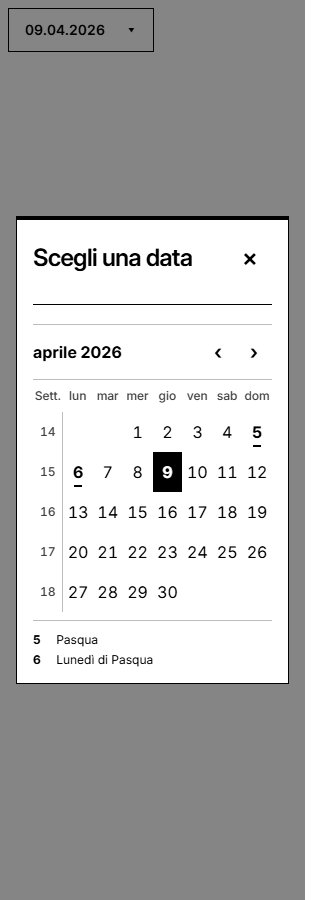 09.04.2026 ▾
Scegli una data ×
aprile 2026 ‹ ›
Sett. lun mar mer gio ven sab dom
14 1 2 3 4 5
15 6 7 8 9 10 11 12
16 13 14 15 16 17 18 19
17 20 21 22 23 24 25 26
18 27 28 29 30
5 Pasqua
6 Lunedì di Pasqua